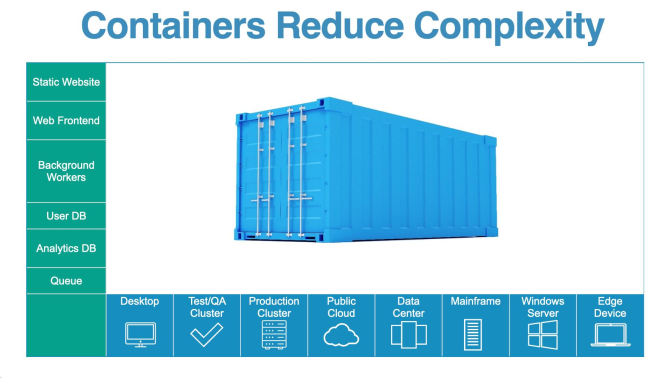 Containers Reduce Complexity
Static Website
Web Frontend
Background
Workers
User DB
Analytics DB
Queue
Desktop
Test/QA
Cluster
Production
Cluster
Public
Cloud
Data
Center
Mainframe
Windows
Server
Edge
Device